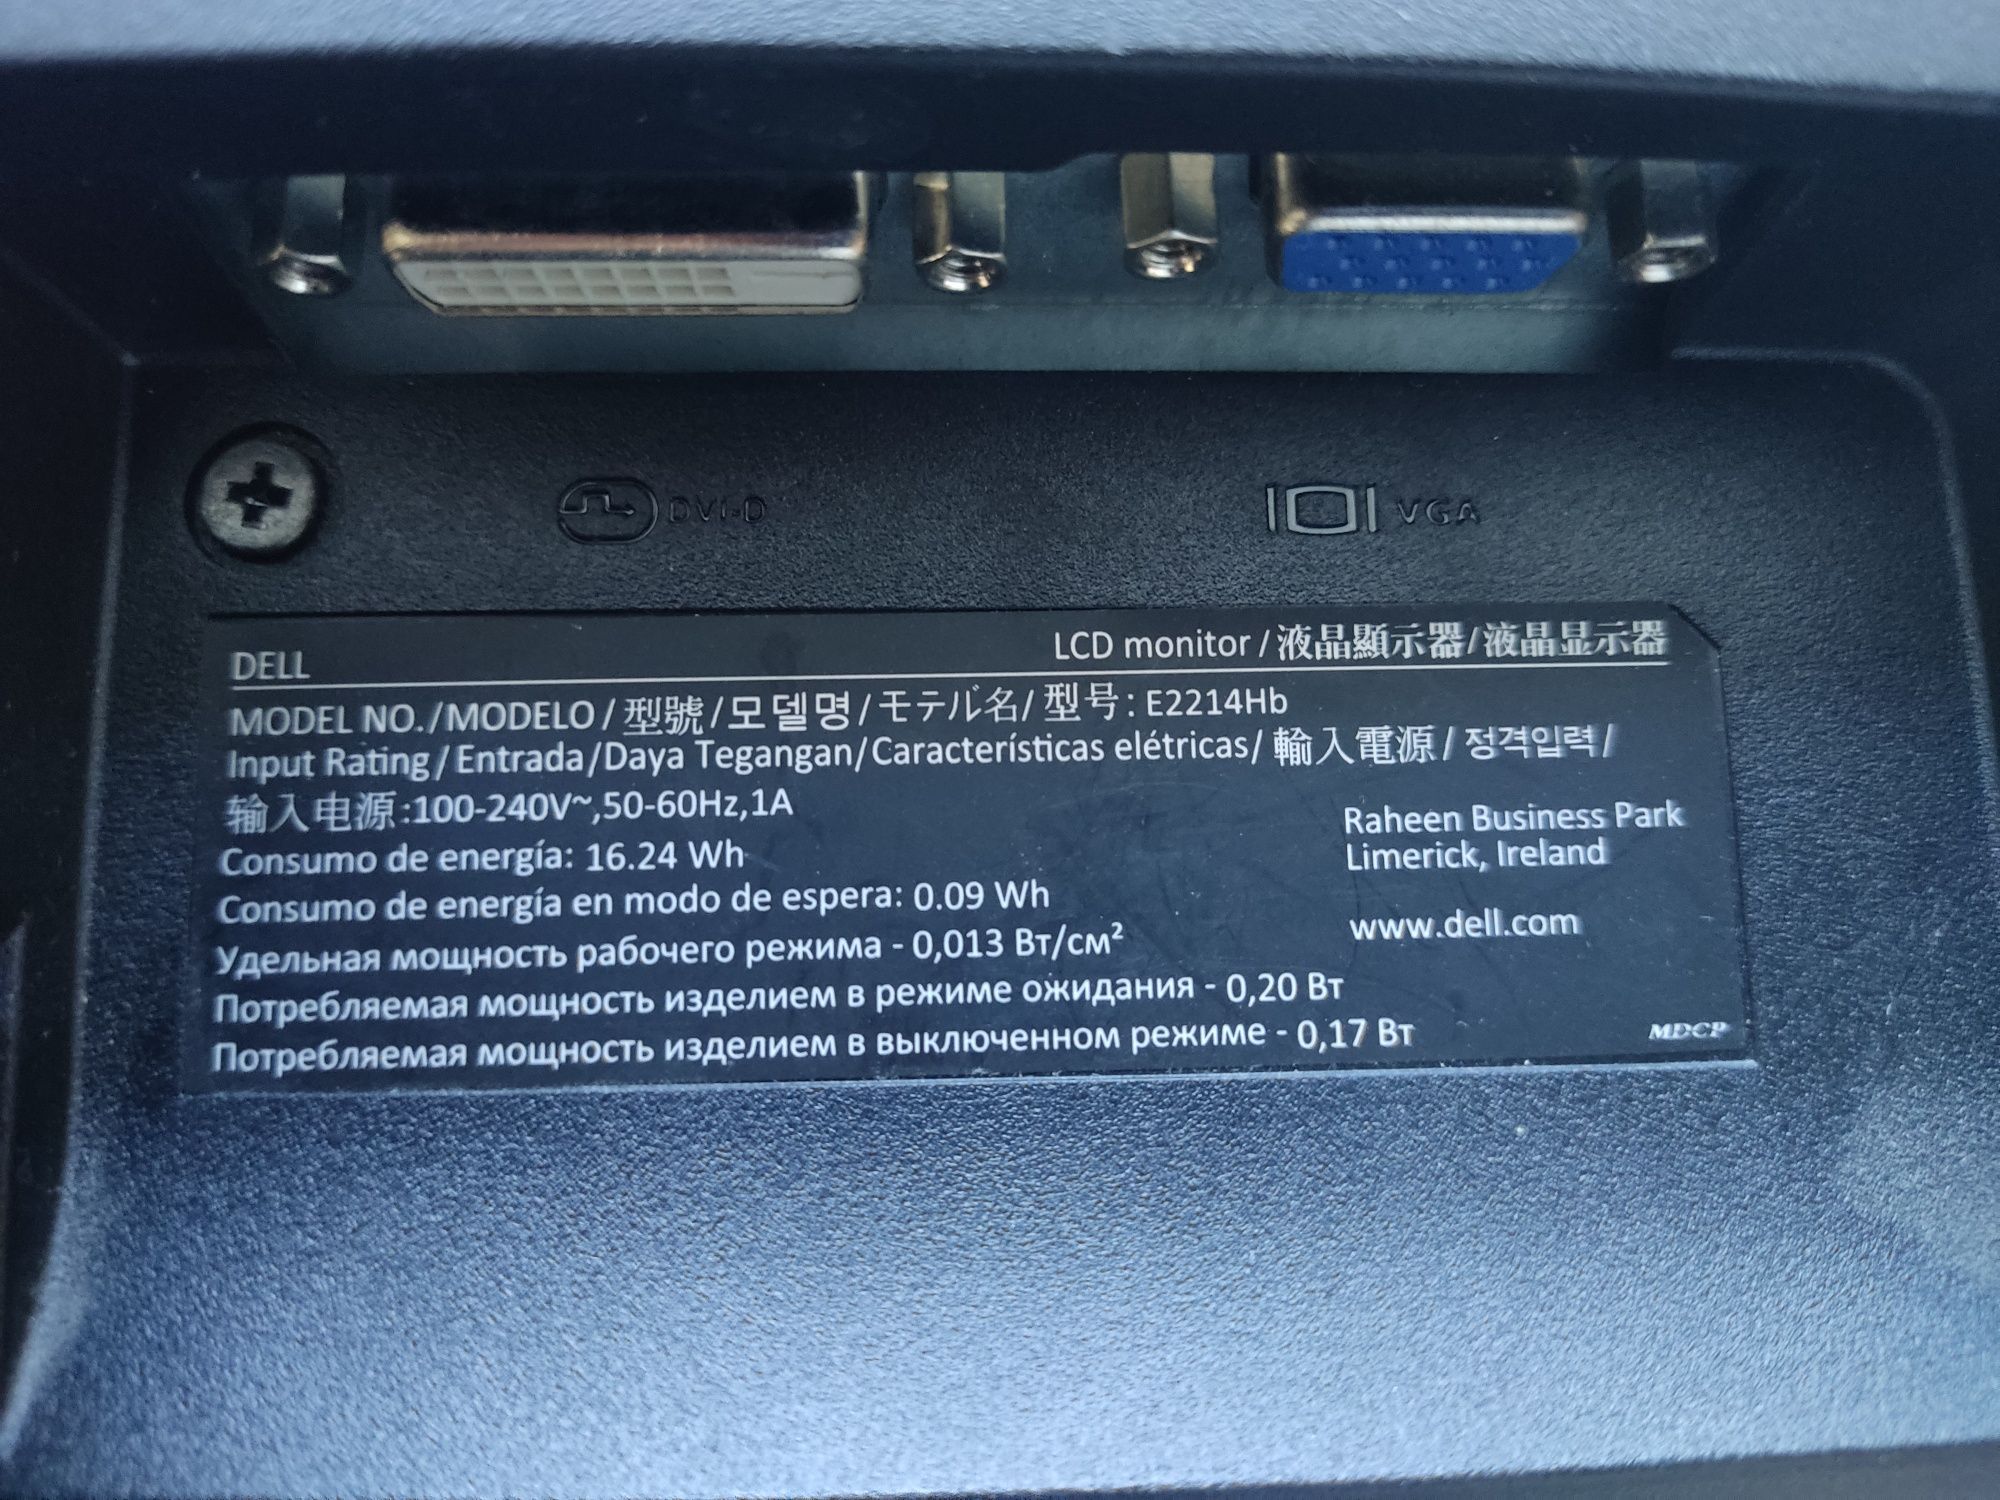 DVI-D
VGA
DELL
LCD monitor / 液晶顯示器/液晶显示器
MODEL NO./MODELO / 型號 / 모델명 / モデル名 / 型号 : E2214Hb
Input Rating / Entrada/Daya Tegangan/Características elétricas/ 輸入電源 / 정격입력 /
输入电源:100-240V~,50-60Hz,1A
Consumo de energía: 16.24 Wh
Consumo de energía en modo de espera: 0.09 Wh
Удельная мощность рабочего режима - 0,013 Вт/см²
Потребляемая мощность изделием в режиме ожидания - 0,20 Вт
Потребляемая мощность изделием в выключенном режиме - 0,17 Вт
Raheen Business Park
Limerick, Ireland
www.dell.com
MDCP